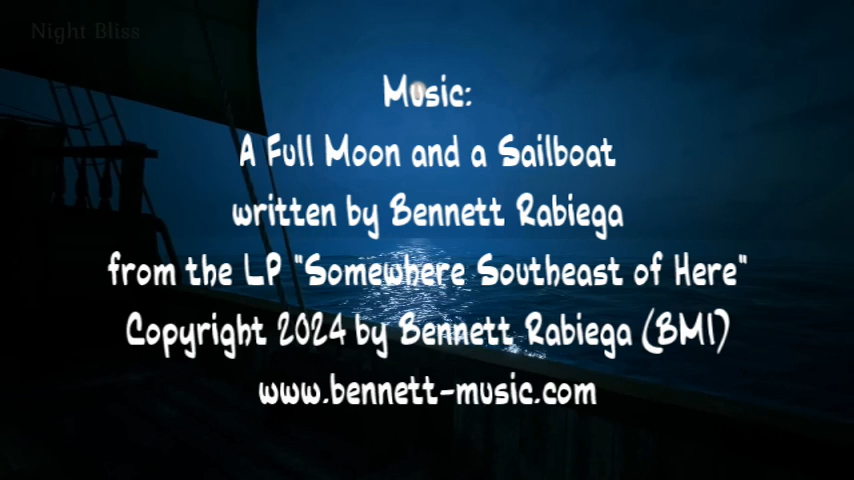 Night Bliss
Music:
A Full Moon and a Sailboat
written by Bennett Rabiega
from the LP "Somewhere Southeast of Here"
Copyright 2024 by Bennett Rabiega (BMI)
www.bennett-music.com